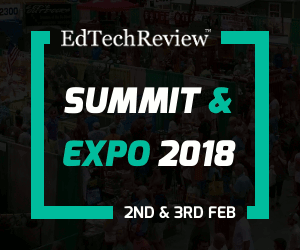 EdTechReview™
SUMMIT &
EXPO 2018
2ND & 3RD FEB